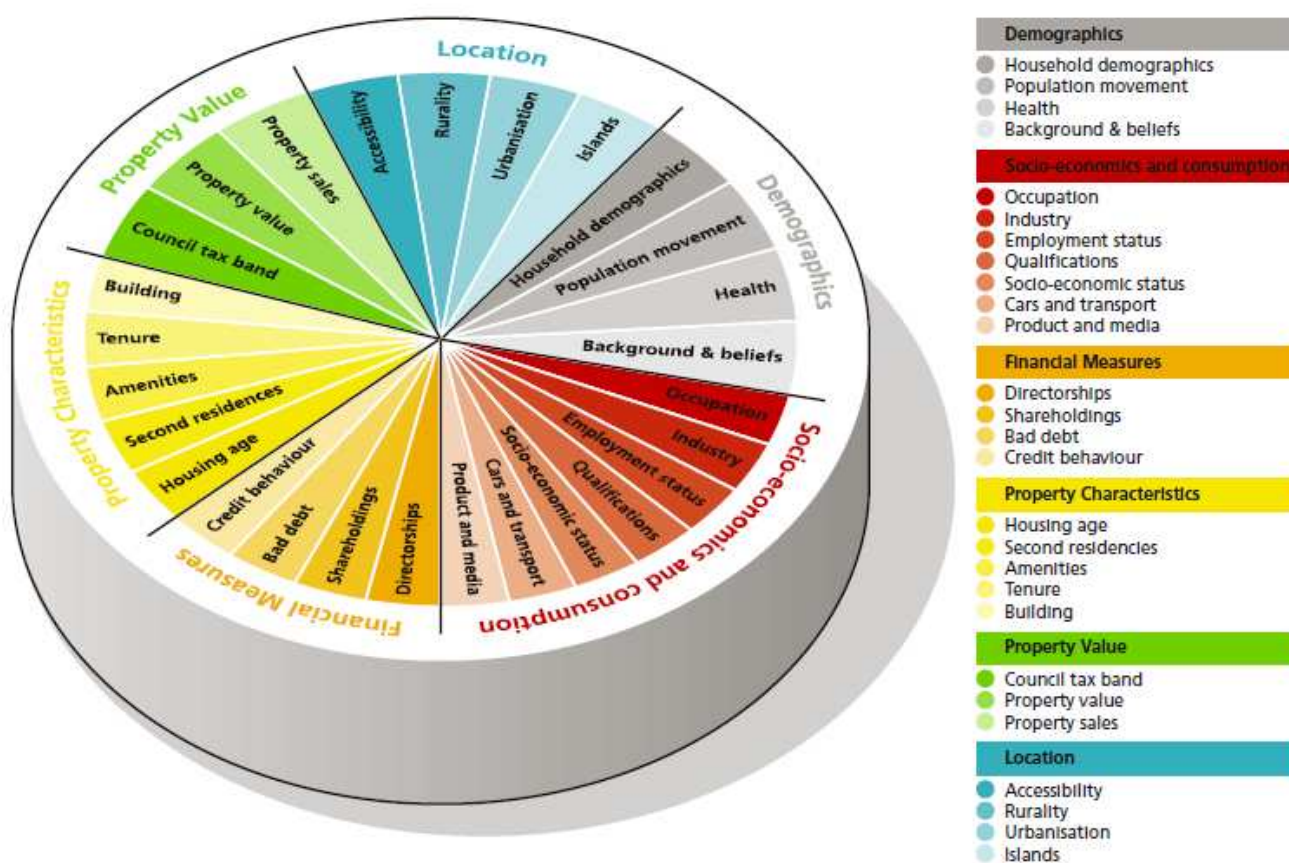 Location
Accessibility
Rurality
Urbanisation
Islands
Demographics
Household demographics
Population movement
Health
Background & beliefs
Socio-economics and consumption
Occupation
Industry
Employment status
Qualifications
Socio-economic status
Cars and transport
Product and media
Financial Measures
Directorships
Shareholdings
Bad debt
Credit behaviour
Property Characteristics
Housing age
Second residences
Amenities
Tenure
Building
Property Value
Council tax band
Property value
Property sales
Demographics
Household demographics
Population movement
Health
Background & beliefs
Socio-economics and consumption
Occupation
Industry
Employment status
Qualifications
Socio-economic status
Cars and transport
Product and media
Financial Measures
Directorships
Shareholdings
Bad debt
Credit behaviour
Property Characteristics
Housing age
Second residencies
Amenities
Tenure
Building
Property Value
Council tax band
Property value
Property sales
Location
Accessibility
Rurality
Urbanisation
Islands